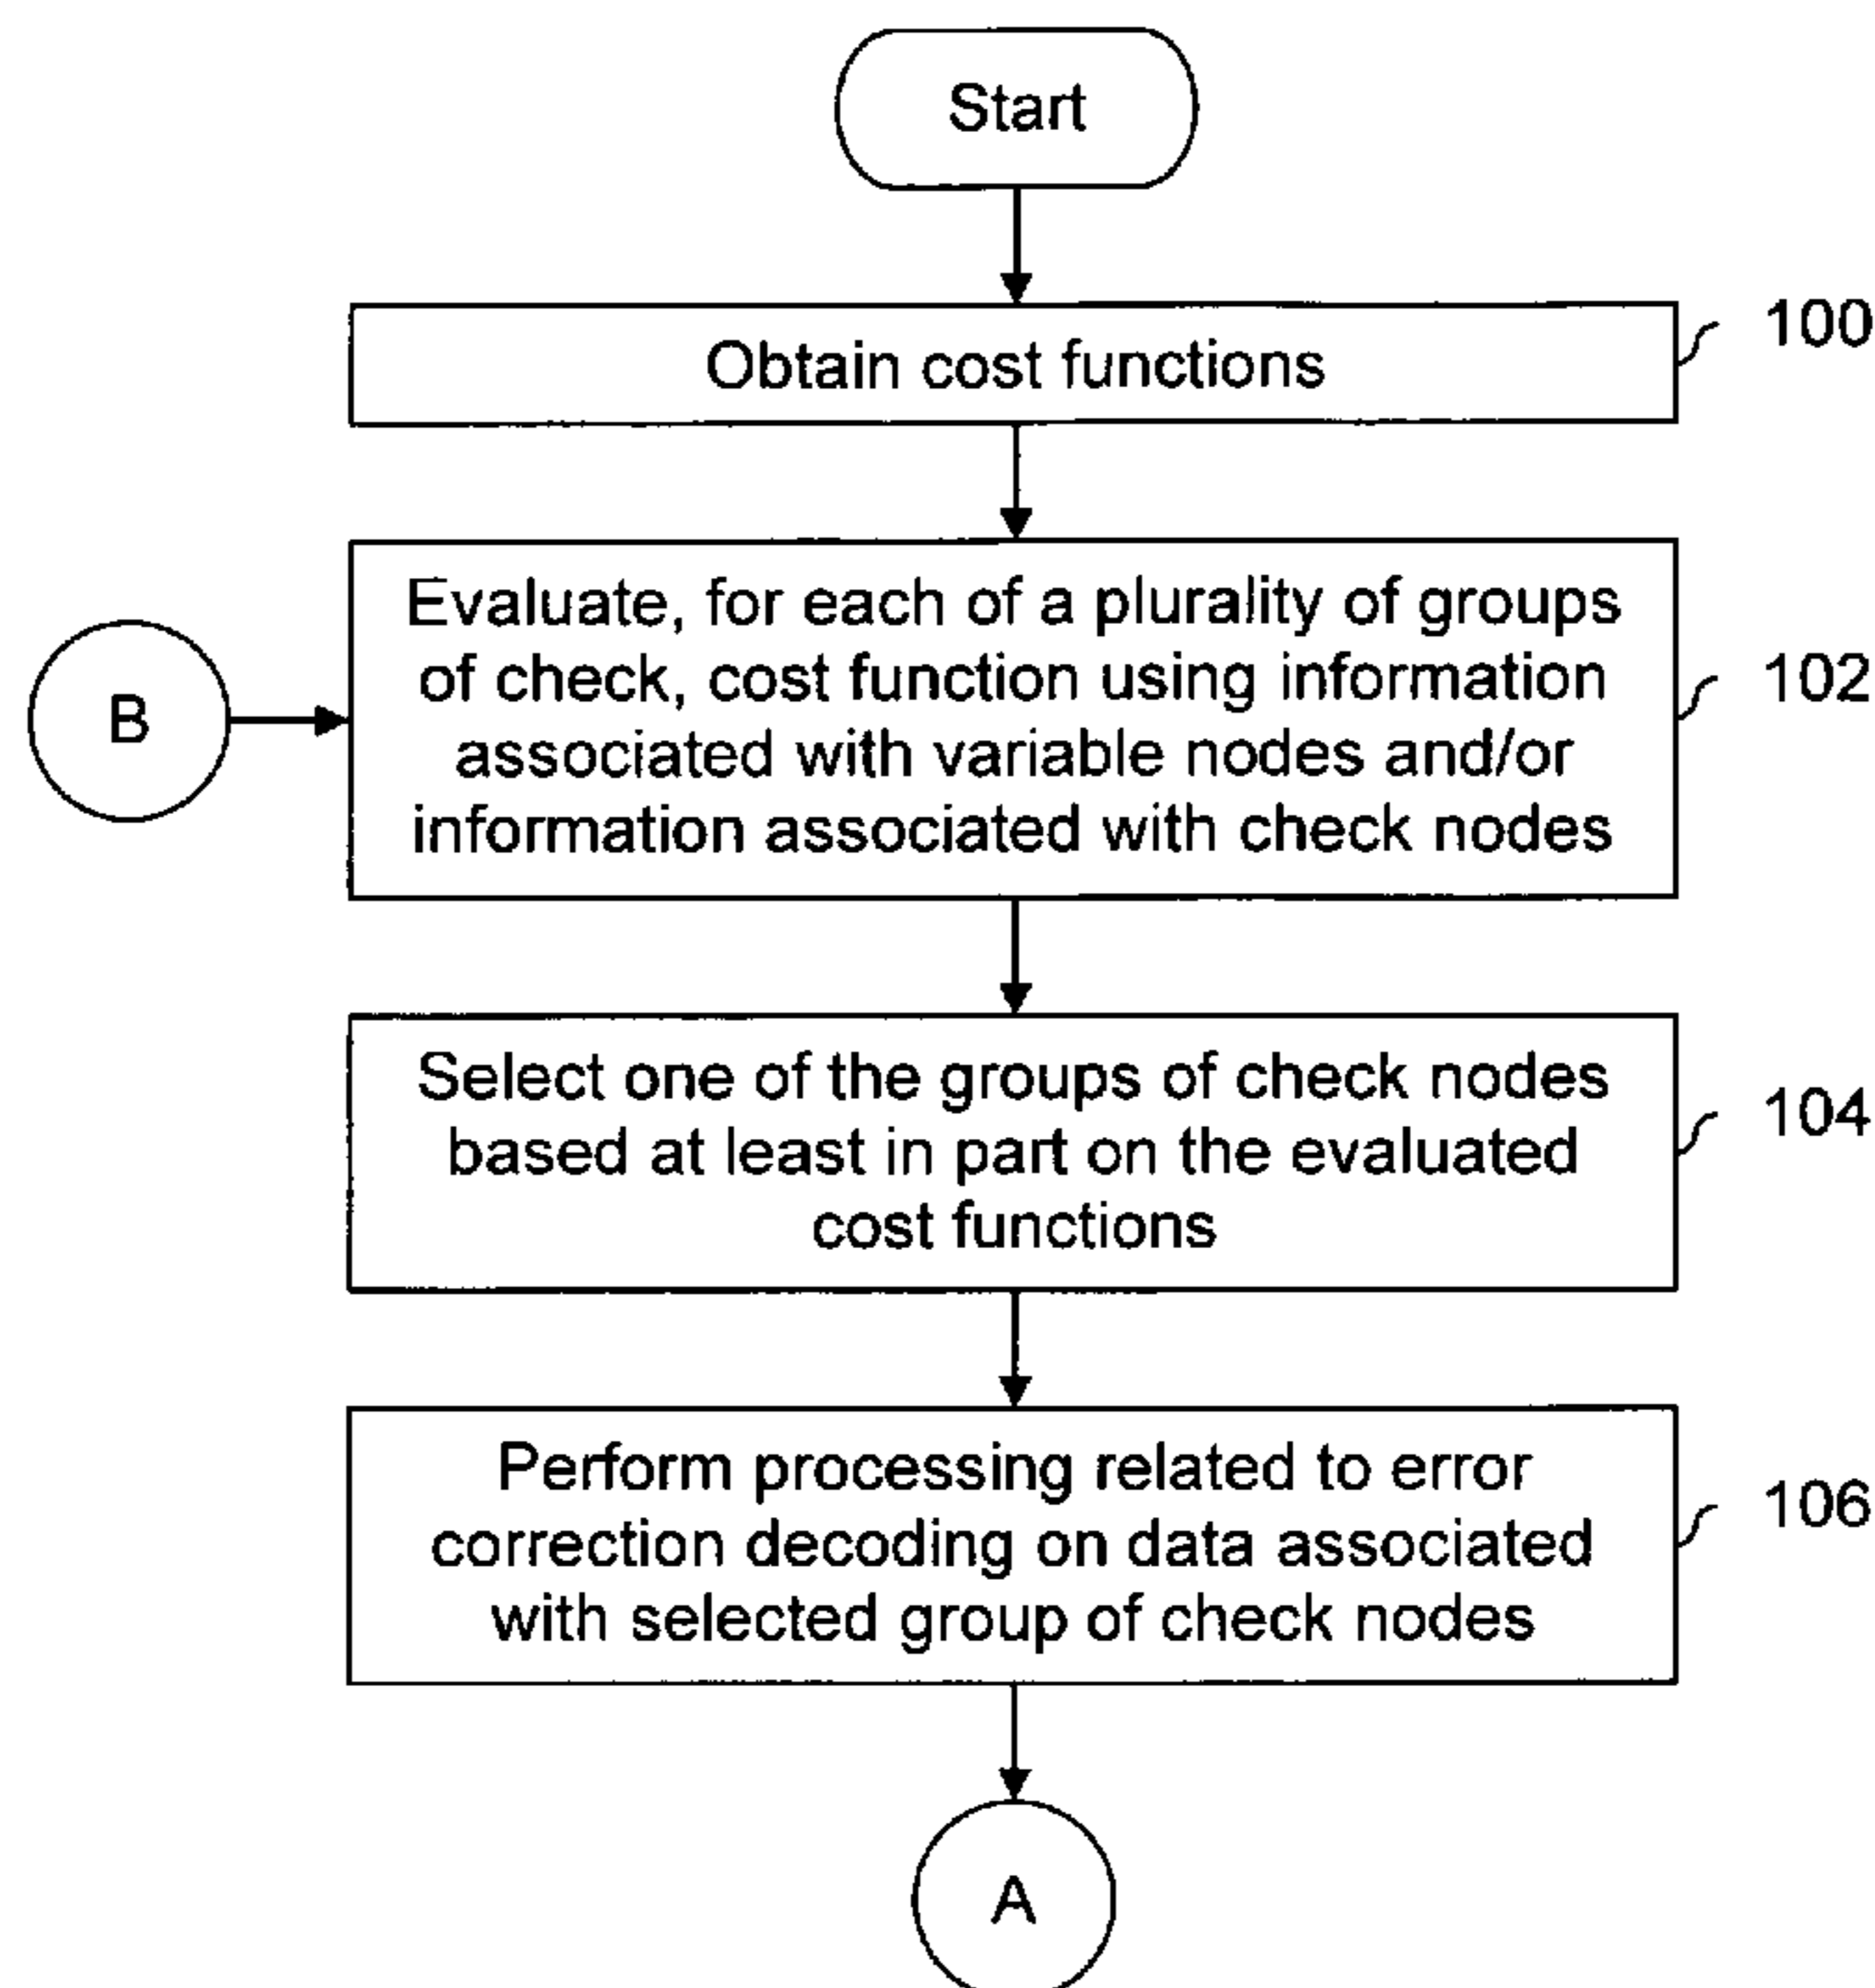 Start
Obtain cost functions
100
Evaluate, for each of a plurality of groups
of check, cost function using information
associated with variable nodes and/or
information associated with check nodes
102
B
Select one of the groups of check nodes
based at least in part on the evaluated
cost functions
104
Perform processing related to error
correction decoding on data associated
with selected group of check nodes
106
A